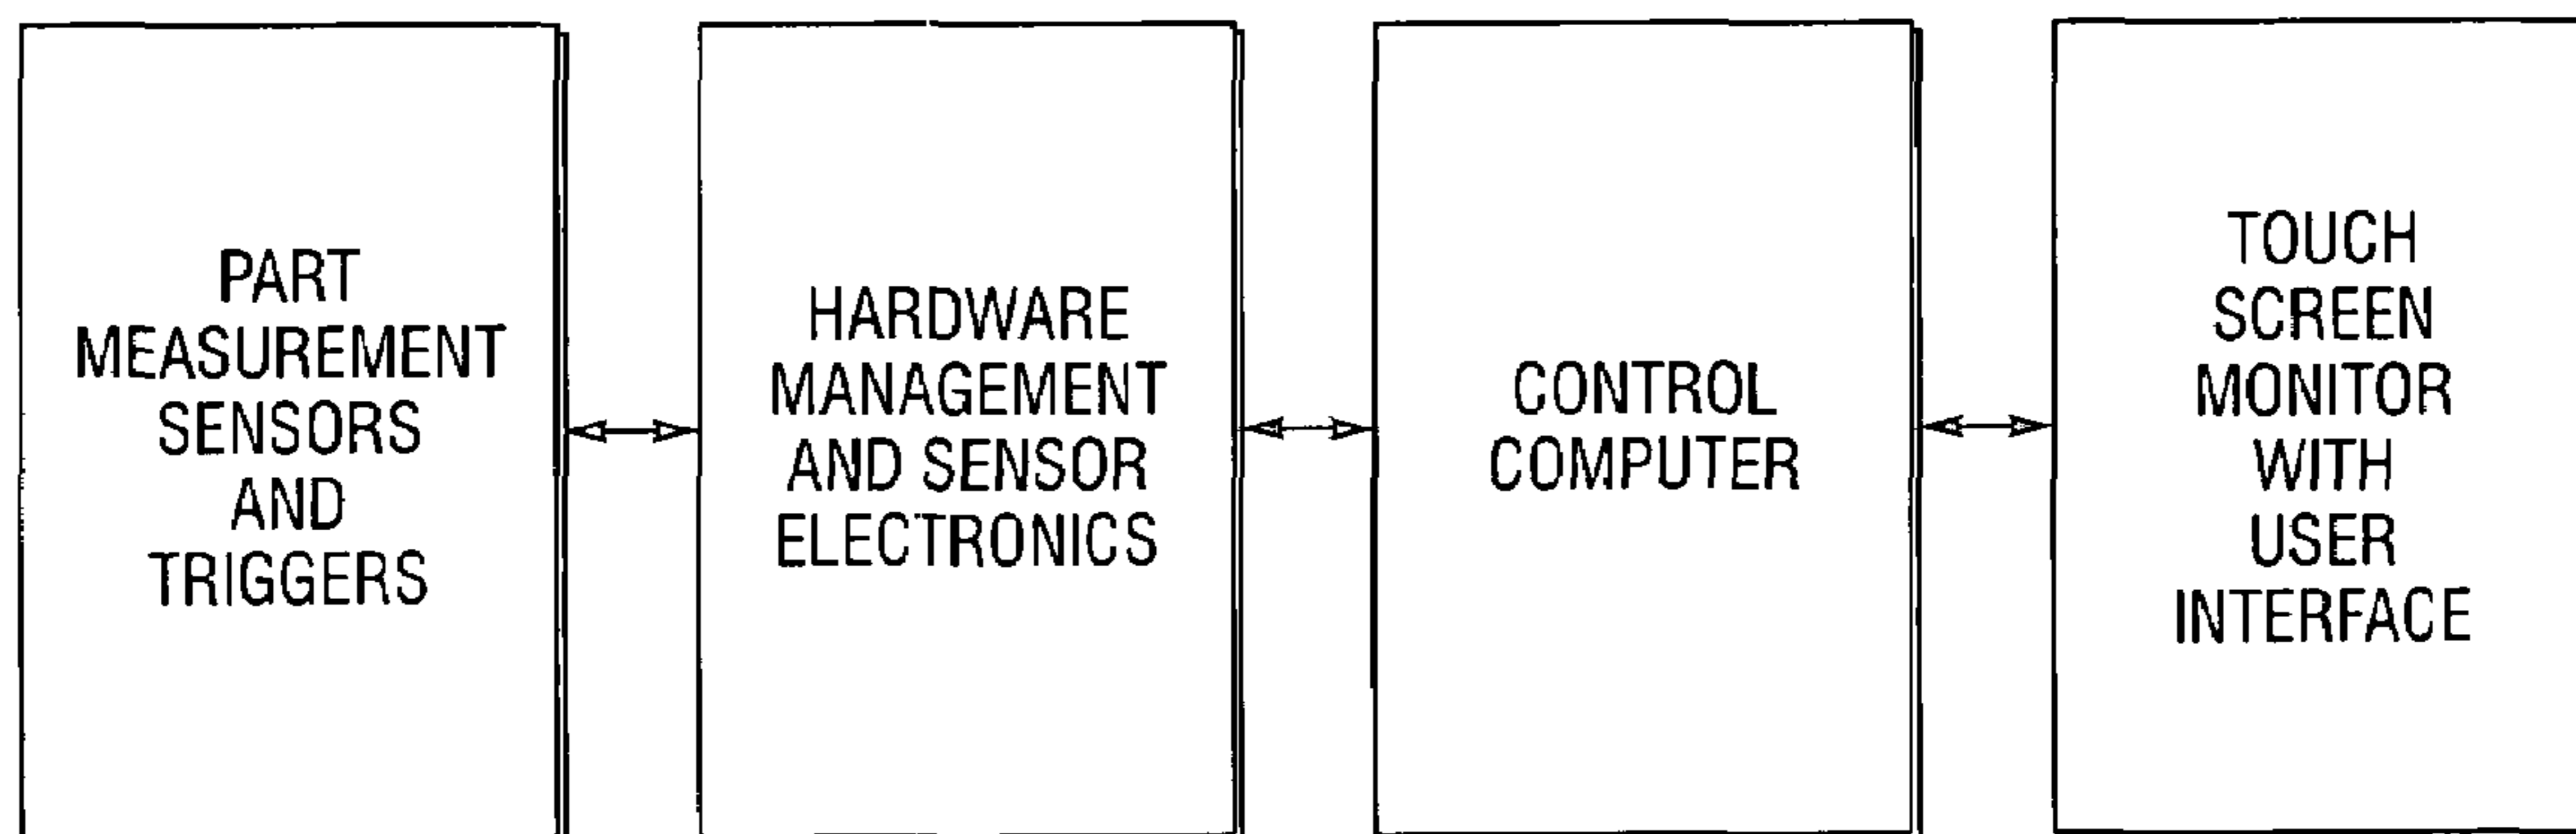 PART
MEASUREMENT
SENSORS
AND
TRIGGERS
HARDWARE
MANAGEMENT
AND SENSOR
ELECTRONICS
CONTROL
COMPUTER
TOUCH
SCREEN
MONITOR
WITH
USER
INTERFACE